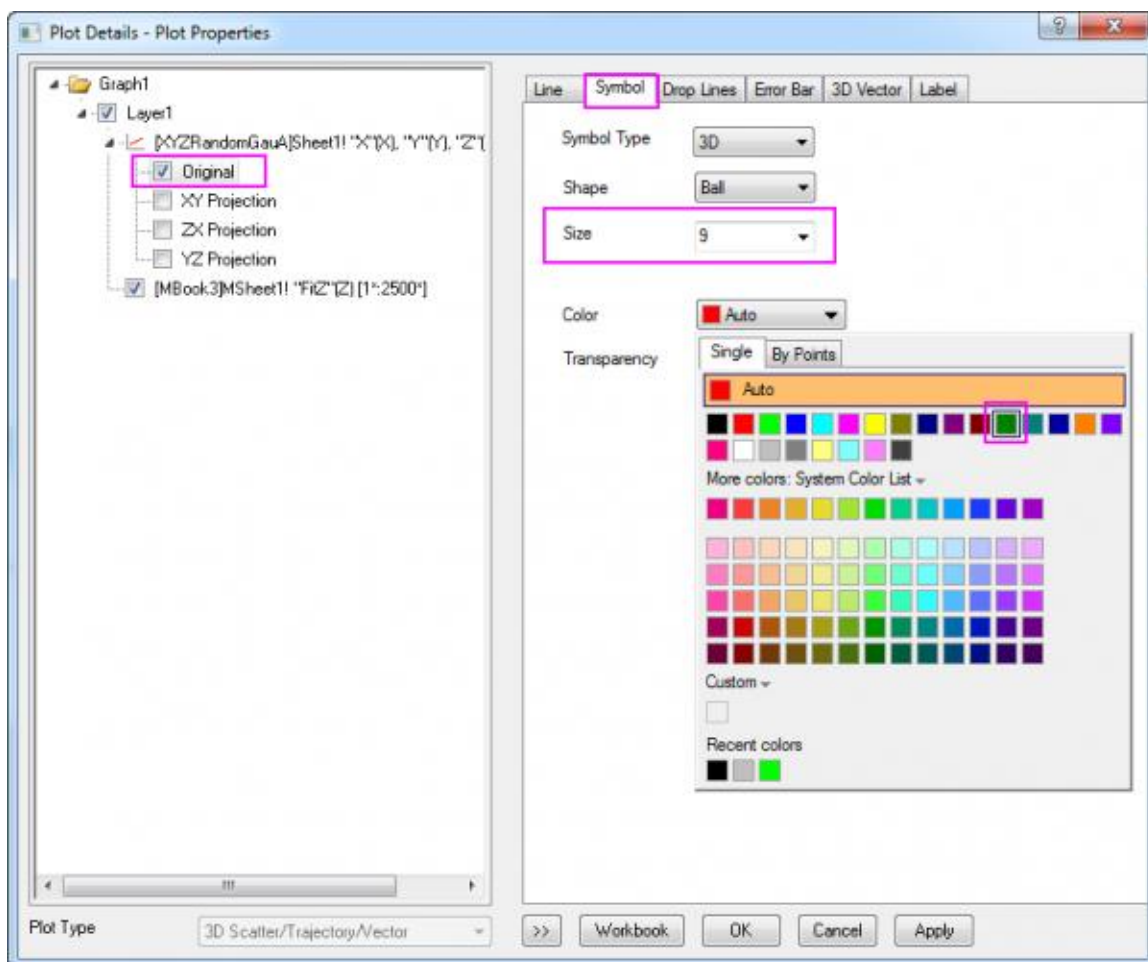 Plot Details - Plot Properties
Graph1
Layer1
[XYZRandomGauA]Sheet1! "X"(X), "Y"(Y), "Z"(
Original
XY Projection
ZX Projection
YZ Projection
[MBook3]MSheet1! "FitZ"(Z) [1*:2500*]
Plot Type
3D Scatter/Trajectory/Vector
Line Symbol Drop Lines Error Bar 3D Vector Label
Symbol Type 3D
Shape Ball
Size 9
Color Auto
Transparency
Single By Points
Auto
More colors: System Color List
Custom
Recent colors
>> Workbook OK Cancel Apply